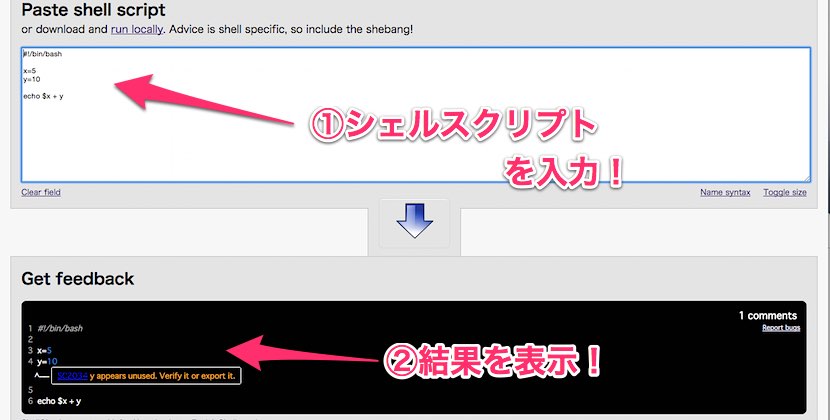 Paste shell script
or download and run locally. Advice is shell specific, so include the shebang!
#!/bin/bash
x=5
y=10
echo $x + y
①シェルスクリプト
を入力！
Clear field
Name syntax Toggle size
Get feedback
1 comments
Report bugs
1 #!/bin/bash
2
3 x=5
4 y=10
^— SC2034 y appears unused. Verify it or export it.
5
6 echo $x + y
②結果を表示！